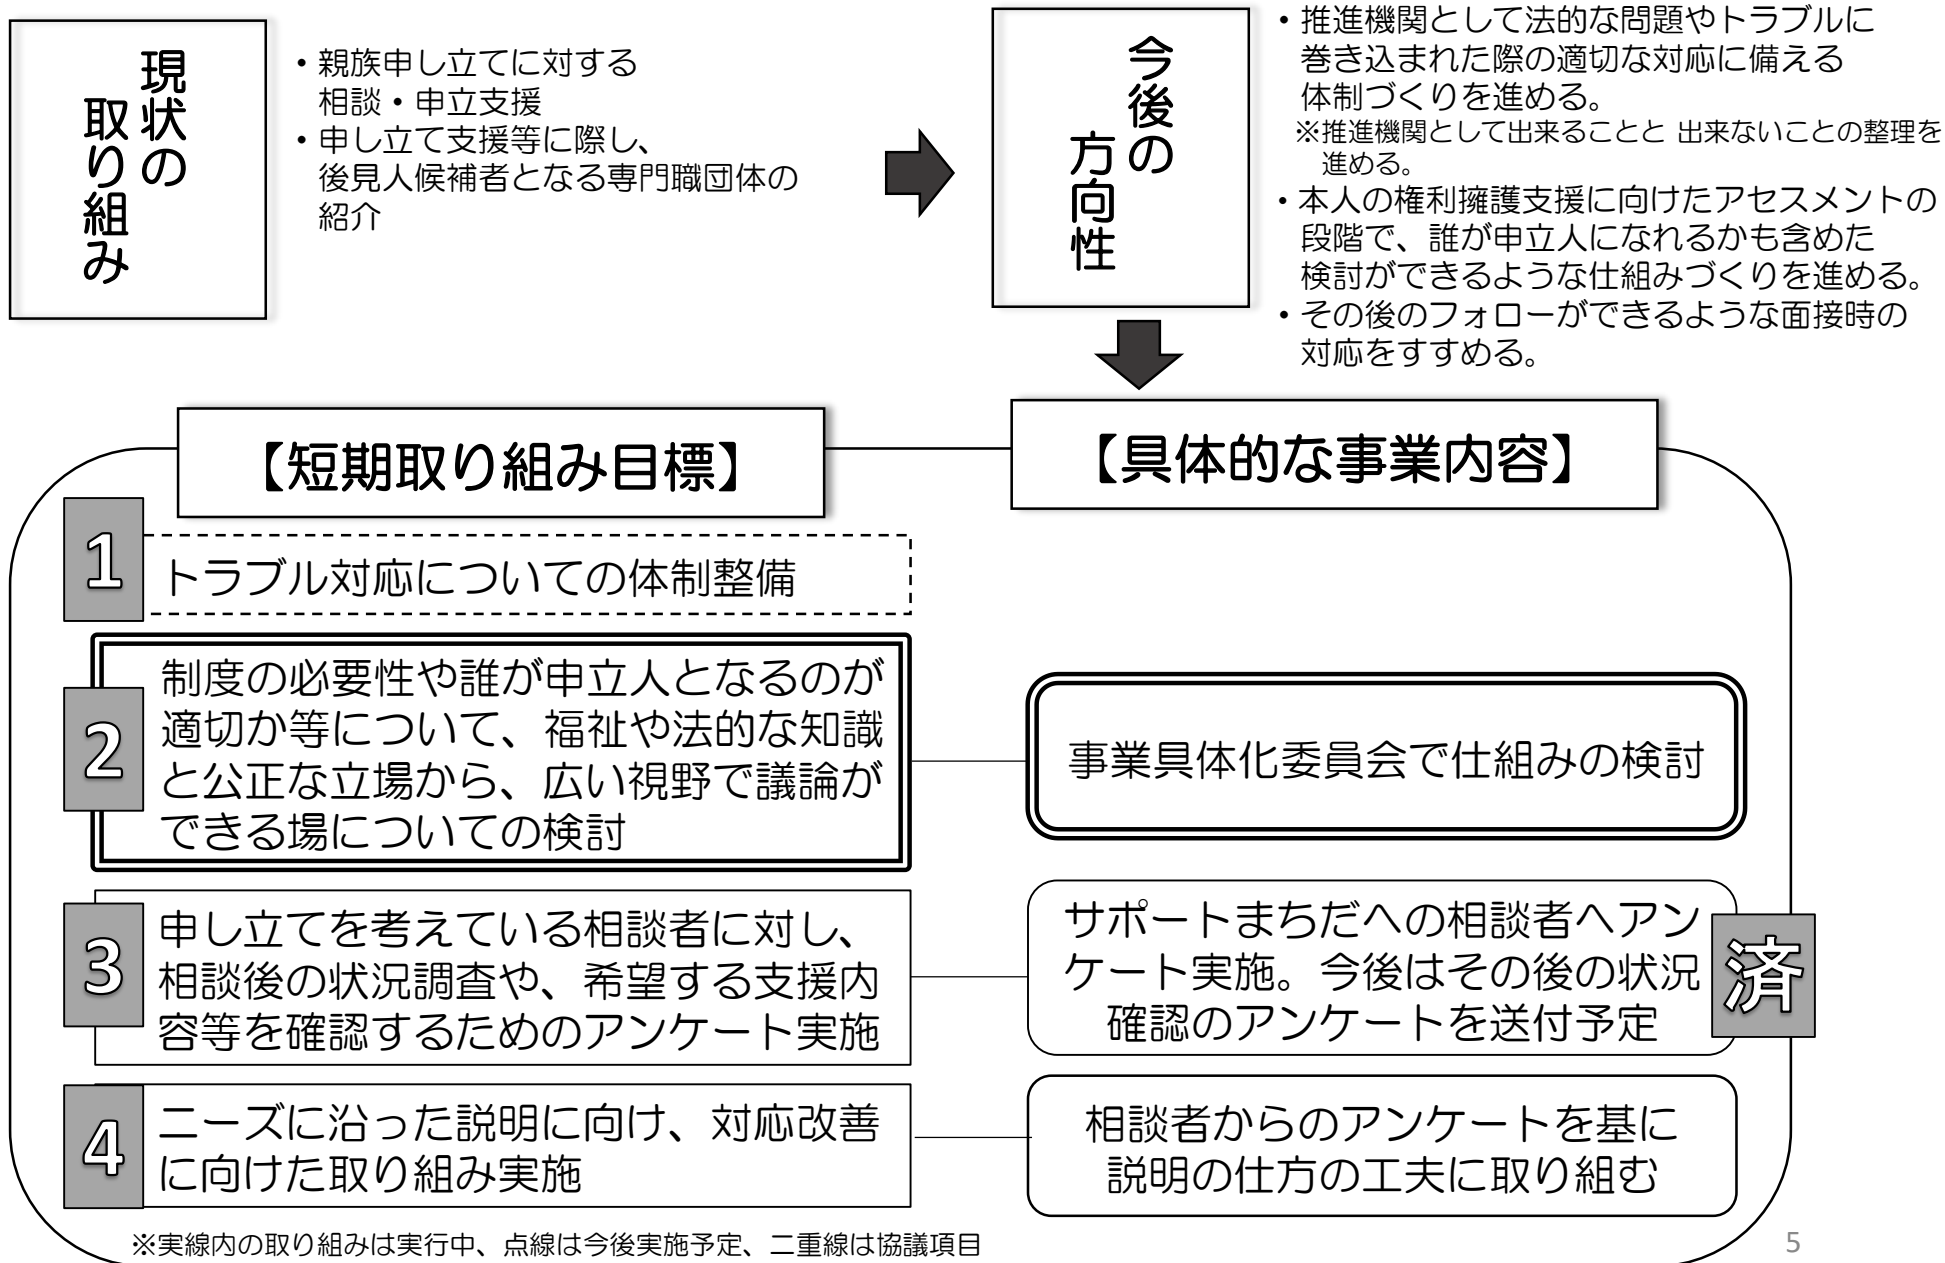 現状の
取り組み
・親族申し立てに対する
相談・申立支援
・申し立て支援等に際し、
後見人候補者となる専門職団体の
紹介
今後の
方向性
・推進機関として法的な問題やトラブルに
巻き込まれた際の適切な対応に備える
体制づくりを進める。
※推進機関として出来ることと 出来ないことの整理を
進める。
・本人の権利擁護支援に向けたアセスメントの
段階で、誰が申立人になれるかも含めた
検討ができるような仕組みづくりを進める。
・その後のフォローができるような面接時の
対応をすすめる。
【短期取り組み目標】
【具体的な事業内容】
1
トラブル対応についての体制整備
2
制度の必要性や誰が申立人となるのが
適切か等について、福祉や法的な知識
と公正な立場から、広い視野で議論が
できる場についての検討
事業具体化委員会で仕組みの検討
3
申し立てを考えている相談者に対し、
相談後の状況調査や、希望する支援内
容等を確認するためのアンケート実施
サポートまちだへの相談者へアン
ケート実施。今後はその後の状況
確認のアンケートを送付予定
済
4
ニーズに沿った説明に向け、対応改善
に向けた取り組み実施
相談者からのアンケートを基に
説明の仕方の工夫に取り組む
※実線内の取り組みは実行中、点線は今後実施予定、二重線は協議項目
5